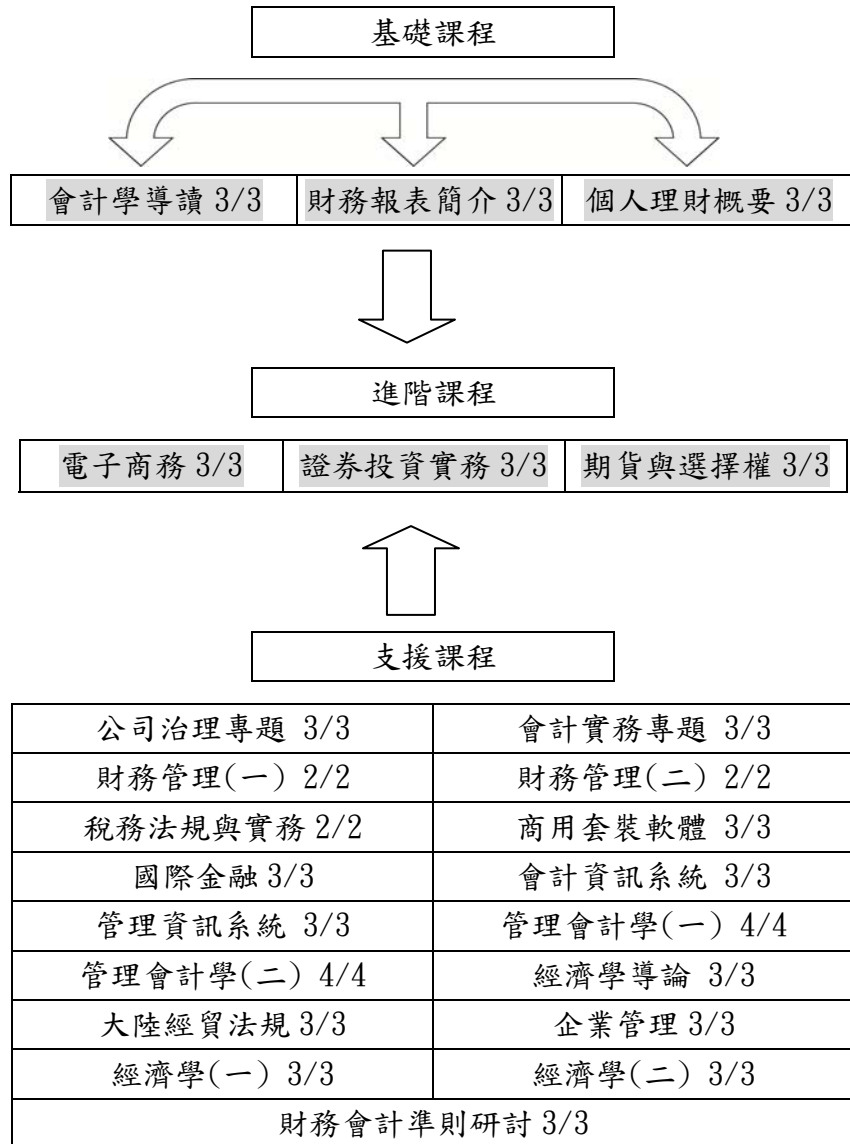 基礎課程
會計學導讀 3/3 財務報表簡介 3/3 個人理財概要 3/3
進階課程
電子商務 3/3 證券投資實務 3/3 期貨與選擇權 3/3
支援課程
公司治理專題 3/3 會計實務專題 3/3
財務管理(一) 2/2 財務管理(二) 2/2
稅務法規與實務 2/2 商用套裝軟體 3/3
國際金融 3/3 會計資訊系統 3/3
管理資訊系統 3/3 管理會計學(一) 4/4
管理會計學(二) 4/4 經濟學導論 3/3
大陸經貿法規 3/3 企業管理 3/3
經濟學(一) 3/3 經濟學(二) 3/3
財務會計準則研討 3/3